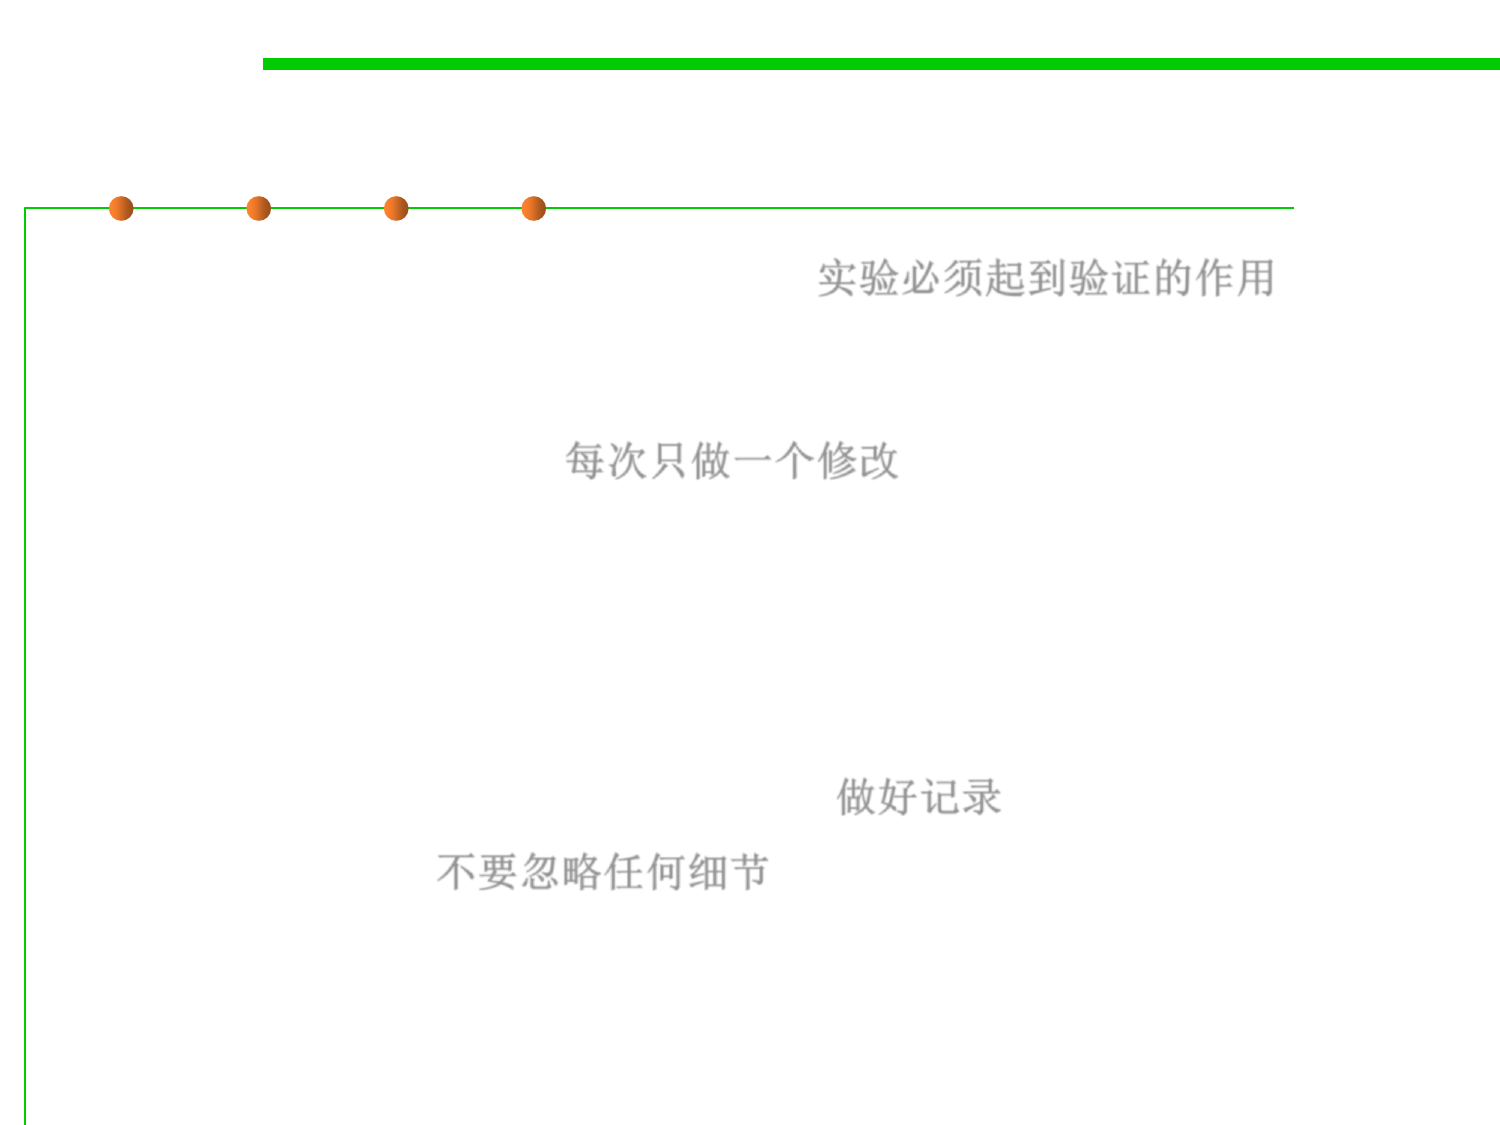 实验必须起到验证的作用
每次只做一个修改
做好记录
不要忽略任何细节